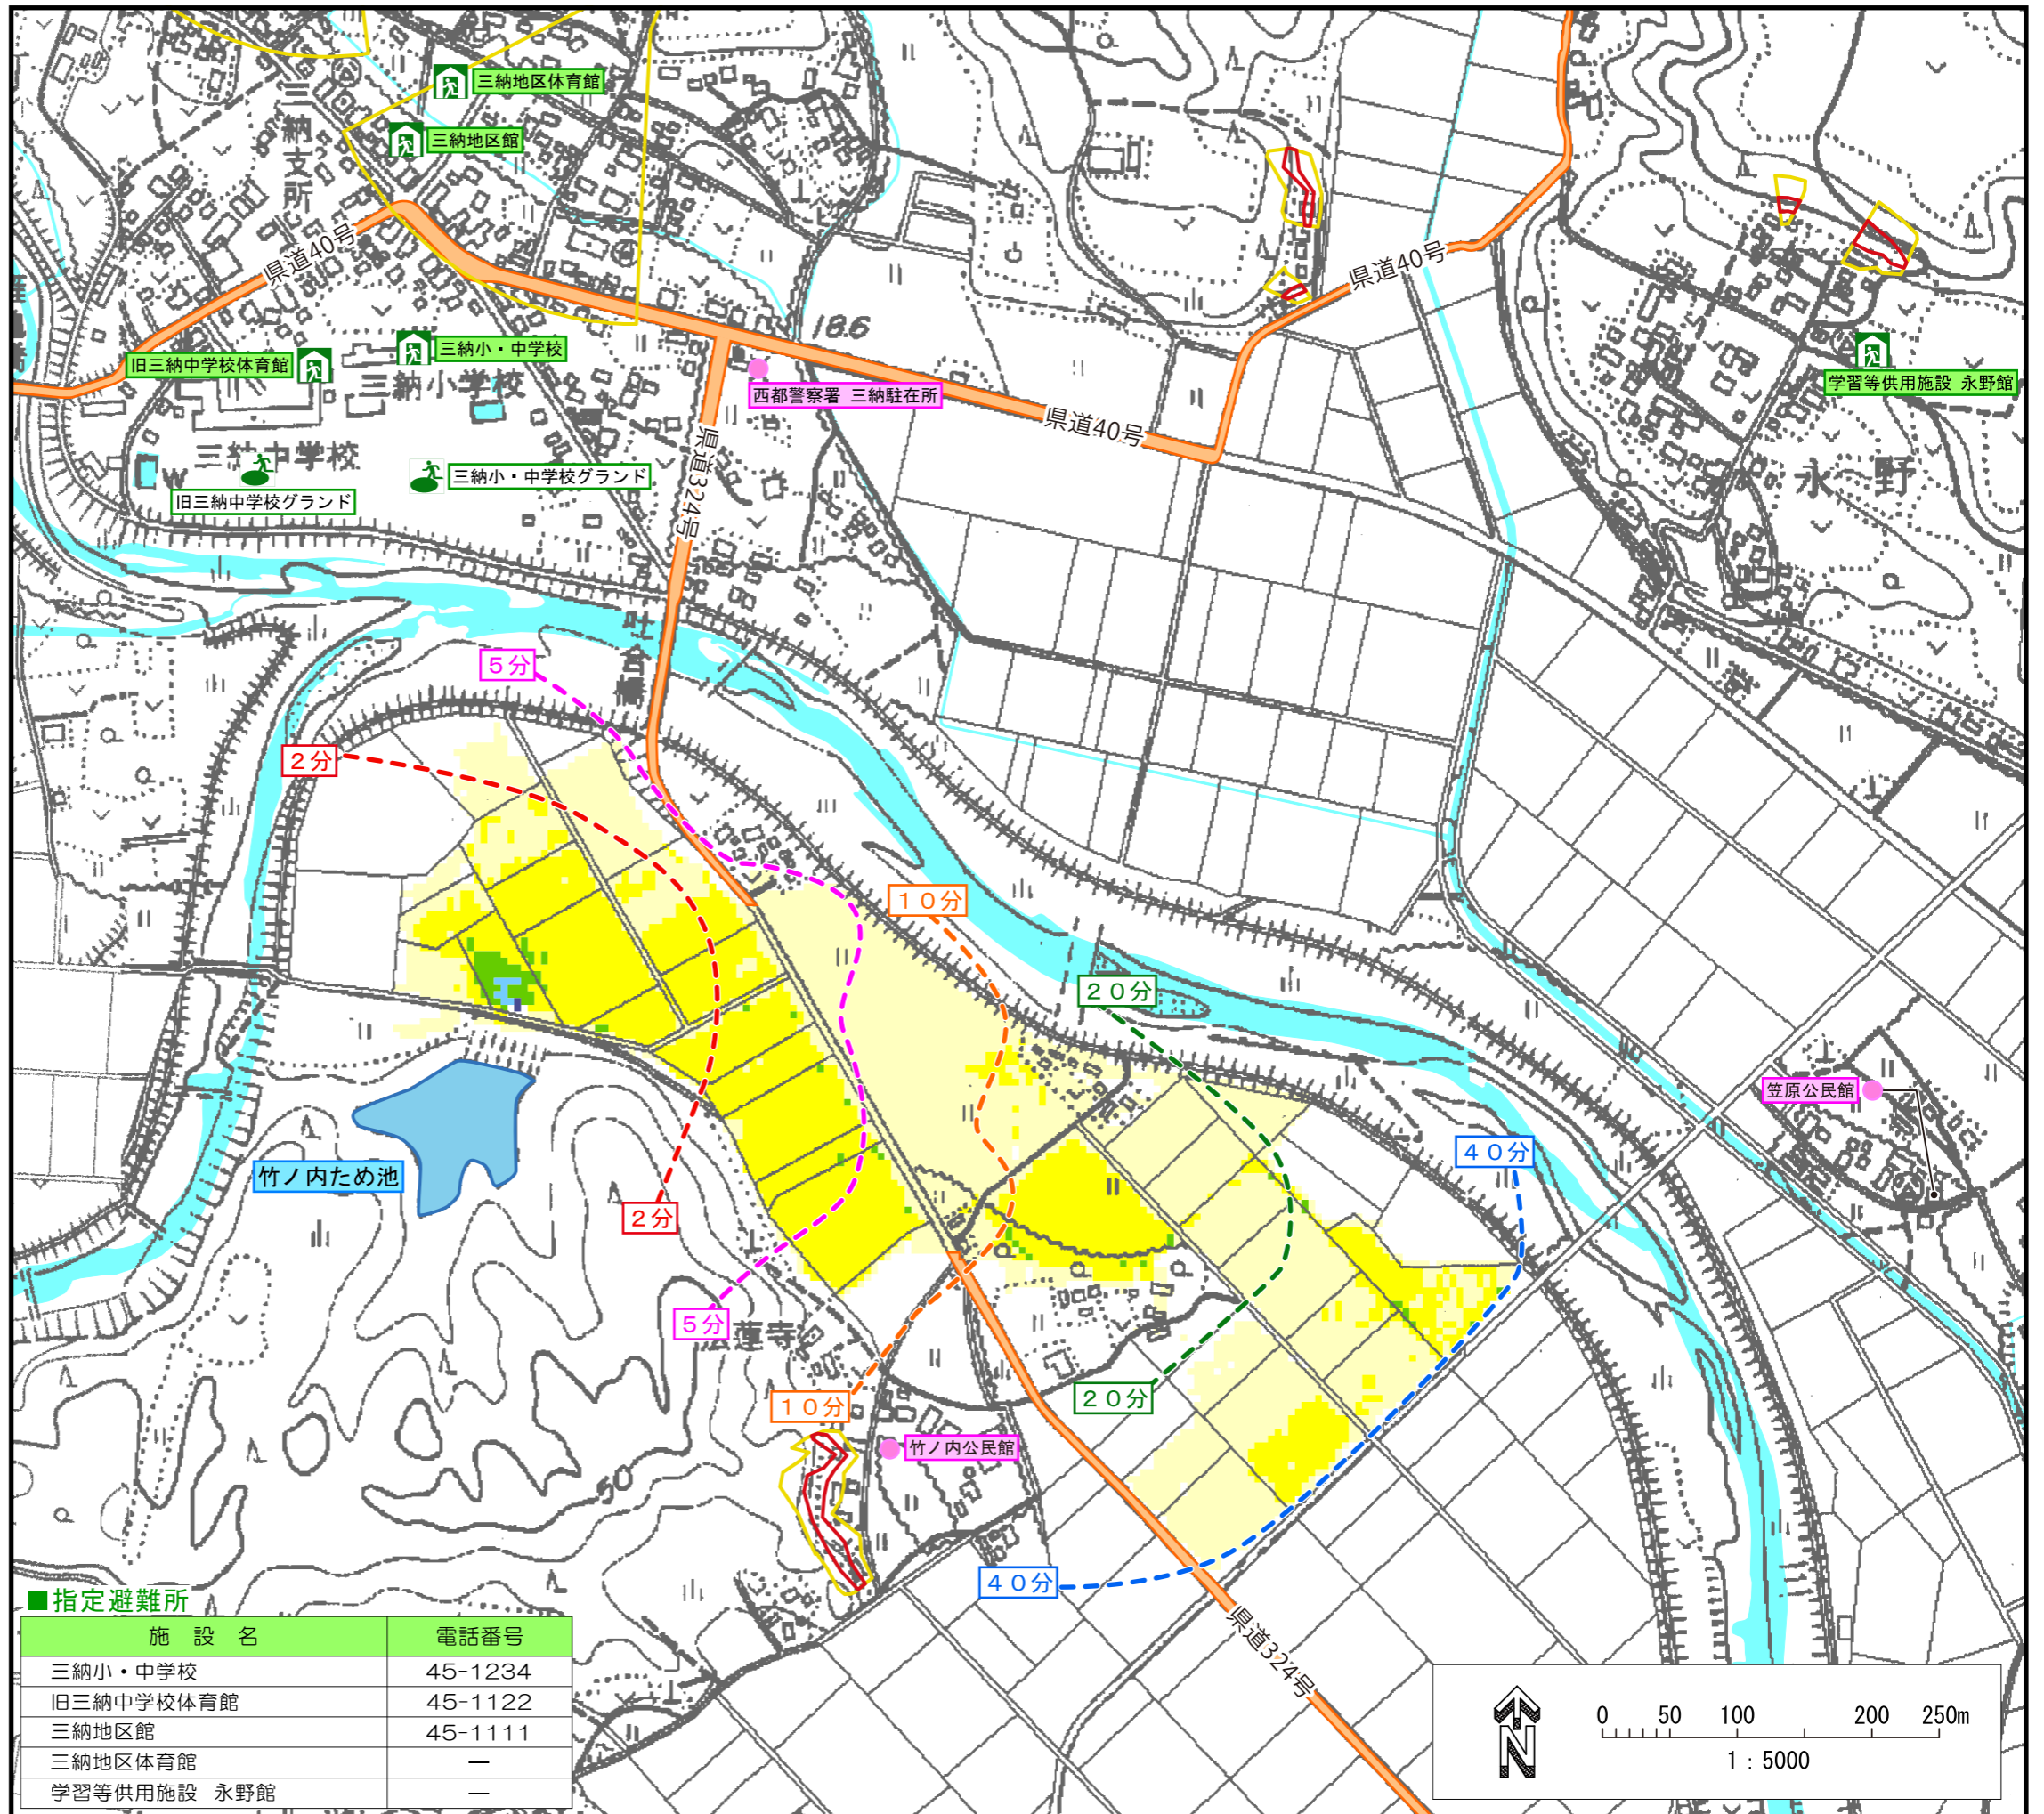 三納地区体育館
三納地区館
三納支所
県道40号
県道40号
186
旧三納中学校体育館
三納小・中学校
三納小学校
西都警察署 三納駐在所
県道40号
学習等供用施設 永野館
県道324号
三納中学校
W
旧三納中学校グランド
三納小・中学校グランド
永野
5分
2分
10分
20分
笠原公民館
40分
竹ノ内ため池
2分
5分
蓮寺
20分
10分
竹ノ内公民館
50
40分
県道324号
■指定避難所
施 設 名 電話番号
三納小・中学校 45-1234
旧三納中学校体育館 45-1122
三納地区館 45-1111
三納地区体育館 —
学習等供用施設 永野館 —
N
0 50 100 200 250m
1：5000